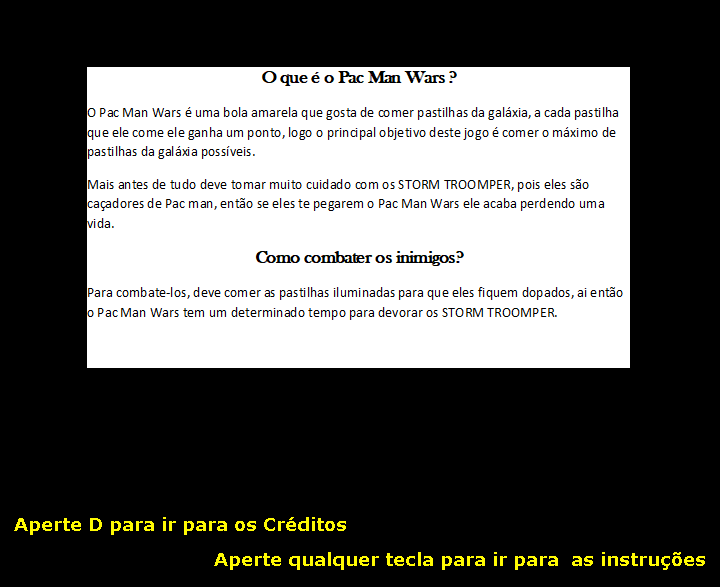 O que é o Pac Man Wars ?
O Pac Man Wars é uma bola amarela que gosta de comer pastilhas da galáxia, a cada pastilha
que ele come ele ganha um ponto, logo o principal objetivo deste jogo é comer o máximo de
pastilhas da galáxia possíveis.
Mais antes de tudo deve tomar muito cuidado com os STORM TROOMPER, pois eles são
caçadores de Pac man, então se eles te pegarem o Pac Man Wars ele acaba perdendo uma
vida.
Como combater os inimigos?
Para combate-los, deve comer as pastilhas iluminadas para que eles fiquem dopados, ai então
o Pac Man Wars tem um determinado tempo para devorar os STORM TROOMPER.
Aperte D para ir para os Créditos
Aperte qualquer tecla para ir para  as instruções